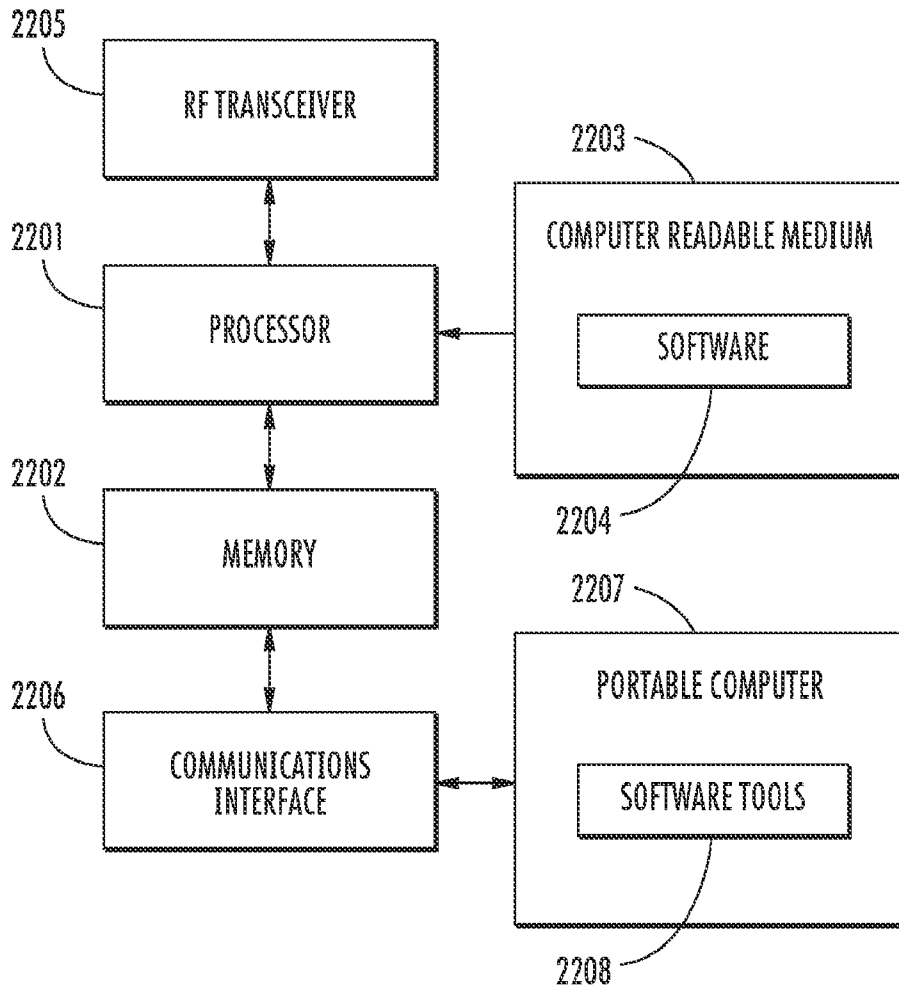 2205
RF TRANSCEIVER
2203
COMPUTER READABLE MEDIUM
2201
PROCESSOR
SOFTWARE
2202
MEMORY
2204
2207
2206
COMMUNICATIONS
INTERFACE
PORTABLE COMPUTER
SOFTWARE TOOLS
2208